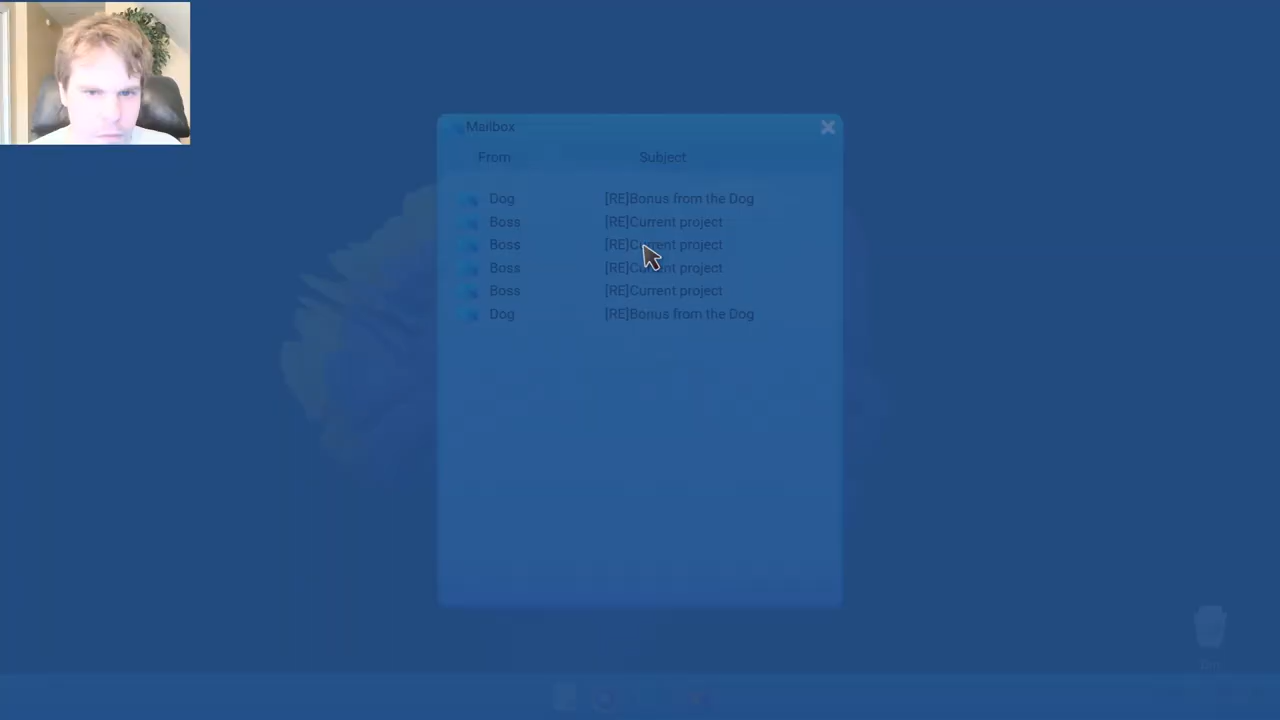 Mailbox
From Subject
Dog [RE]Bonus from the Dog
Boss [RE]Current project
Boss [RE]Current project
Boss [RE]Current project
Boss [RE]Current project
Dog [RE]Bonus from the Dog
Bin